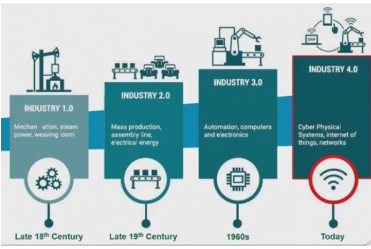 INDUSTRY 1.0
Mechan ation, steam
power, weaving loom
Late 18th Century
INDUSTRY 2.0
Mass production,
assembly line,
electrical energy
Late 19th Century
INDUSTRY 3.0
Automation, computers
and electronics
1960s
INDUSTRY 4.0
Cyber Physical
Systems, internet of
things, networks
Today